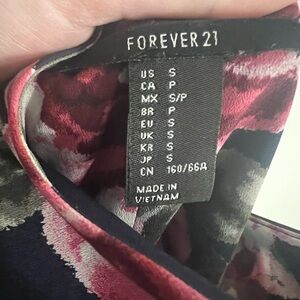 FOREVER 21
US S
CA P
MX S/P
BR P
EU S
UK S
KR S
JP S
CN 160/66A
MADE IN
VIETNAM